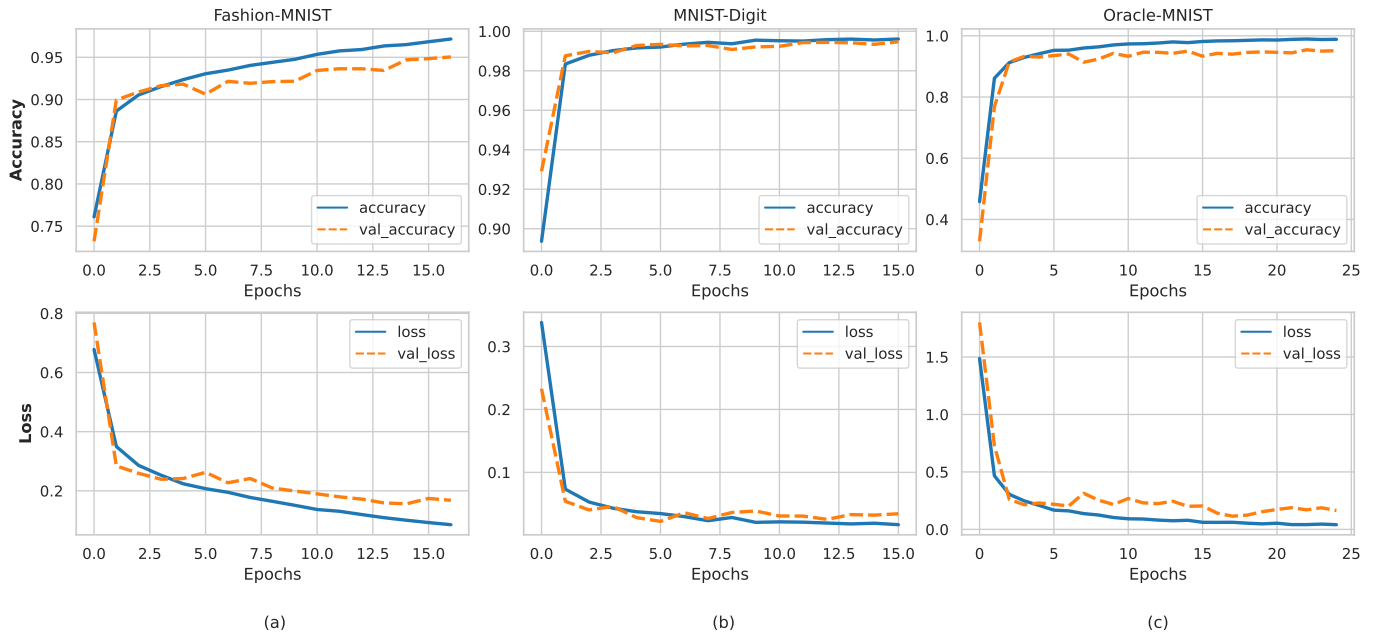 Fashion-MNIST
MNIST-Digit
Oracle-MNIST
Accuracy
0.95
0.90
0.85
0.80
0.75
accuracy
val_accuracy
0.0 2.5 5.0 7.5 10.0 12.5 15.0
Epochs
1.00
0.98
0.96
0.94
0.92
0.90
accuracy
val_accuracy
0.0 2.5 5.0 7.5 10.0 12.5 15.0
Epochs
1.0
0.8
0.6
0.4
accuracy
val_accuracy
0 5 10 15 20 25
Epochs
Loss
0.8
0.6
0.4
0.2
loss
val_loss
0.0 2.5 5.0 7.5 10.0 12.5 15.0
Epochs
0.3
0.2
0.1
loss
val_loss
0.0 2.5 5.0 7.5 10.0 12.5 15.0
Epochs
1.5
1.0
0.5
0.0
loss
val_loss
0 5 10 15 20 25
Epochs
(a)
(b)
(c)